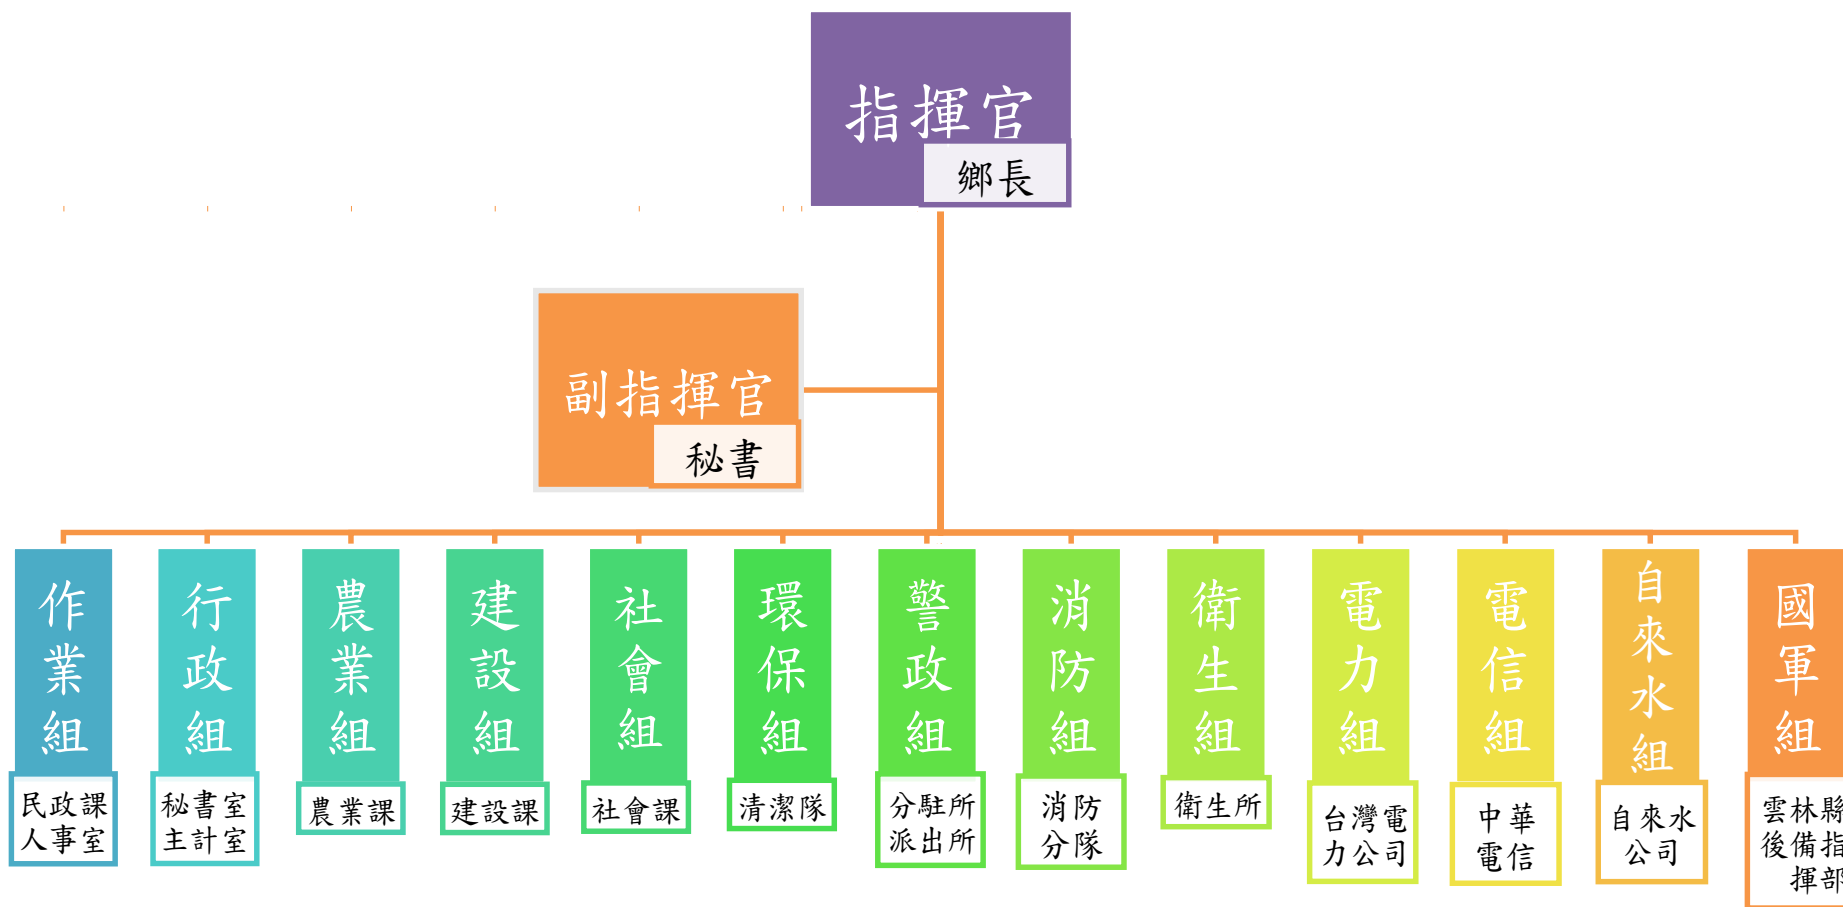 指揮官
鄉長
副指揮官
秘書
作業組
民政課
人事室
行政組
秘書室
主計室
農業組
農業課
建設組
建設課
社會組
社會課
環保組
清潔隊
警政組
分駐所
派出所
消防組
消防
分隊
衛生組
衛生所
電力組
台灣電
力公司
電信組
中華
電信
自來水組
自來水
公司
國軍組
雲林縣
後備指
揮部